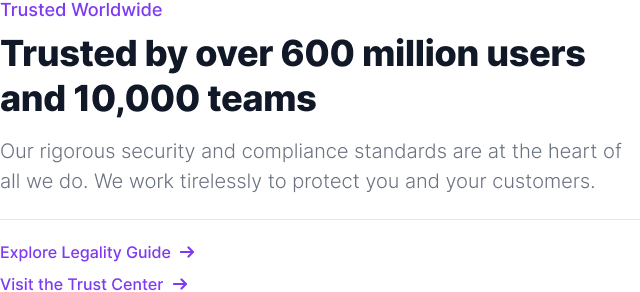 Trusted Worldwide
Trusted by over 600 million users
and 10,000 teams
Our rigorous security and compliance standards are at the heart of
all we do. We work tirelessly to protect you and your customers.
Explore Legality Guide →
Visit the Trust Center →